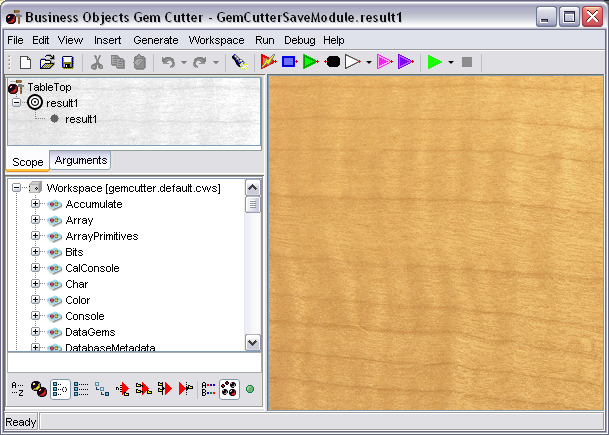 Business Objects Gem Cutter - GemCutterSaveModule.result1
File Edit View Insert Generate Workspace Run Debug Help
TableTop
result1
result1
Scope Arguments
Workspace [gemcutter.default.cws]
Accumulate
Array
ArrayPrimitives
Bits
CalConsole
Char
Color
Console
DataGems
DatabaseMetadata
A
Z
Ready